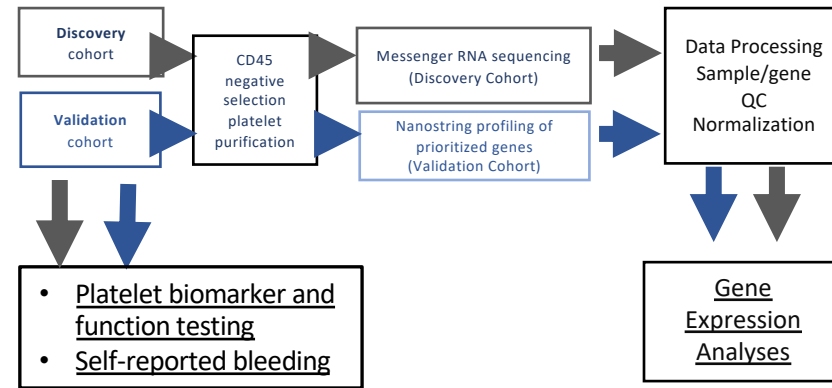 Discovery
cohort
Validation
cohort
CD45
negative
selection
platelet
purification
Messenger RNA sequencing
(Discovery Cohort)
Nanostring profiling of
prioritized genes
(Validation Cohort)
Data Processing
Sample/gene
QC
Normalization
• Platelet biomarker and
function testing
• Self-reported bleeding
Gene
Expression
Analyses